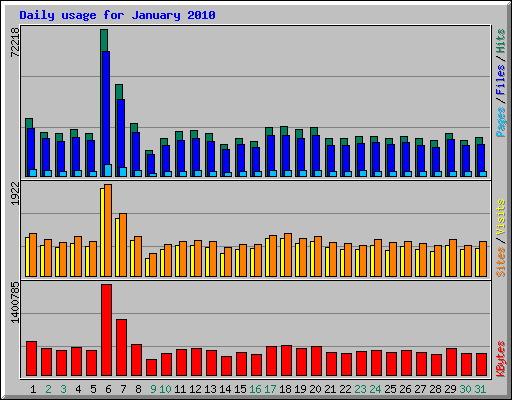 Daily usage for January 2010
72218
Pages / Files / Hits
1922
Sites / Visits
1400785
KBytes
1 2 3 4 5 6 7 8 9 10 11 12 13 14 15 16 17 18 19 20 21 22 23 24 25 26 27 28 29 30 31